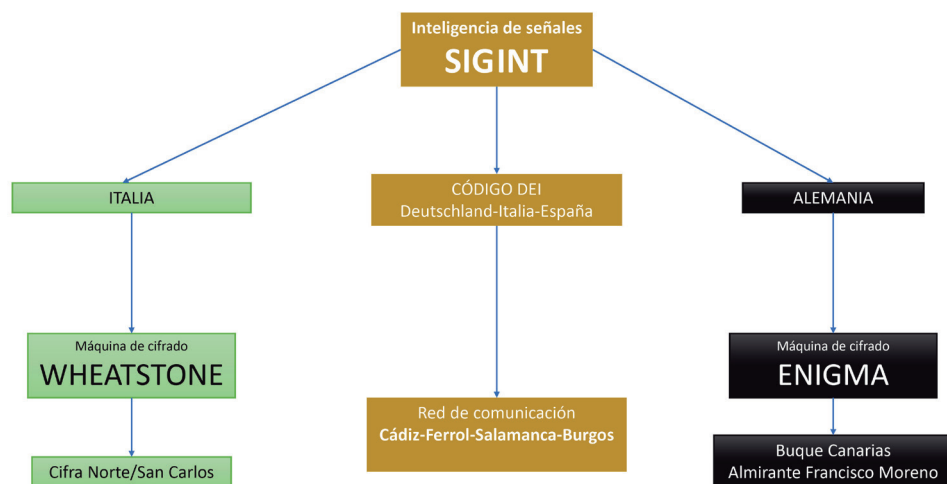 Inteligencia de señales
SIGINT
ITALIA
CÓDIGO DEI
Deutschland-Italia-España
ALEMANIA
Máquina de cifrado
WHEATSTONE
Máquina de cifrado
ENIGMA
Red de comunicación
Cádiz-Ferrol-Salamanca-Burgos
Cifra Norte/San Carlos
Buque Canarias
Almirante Francisco Moreno